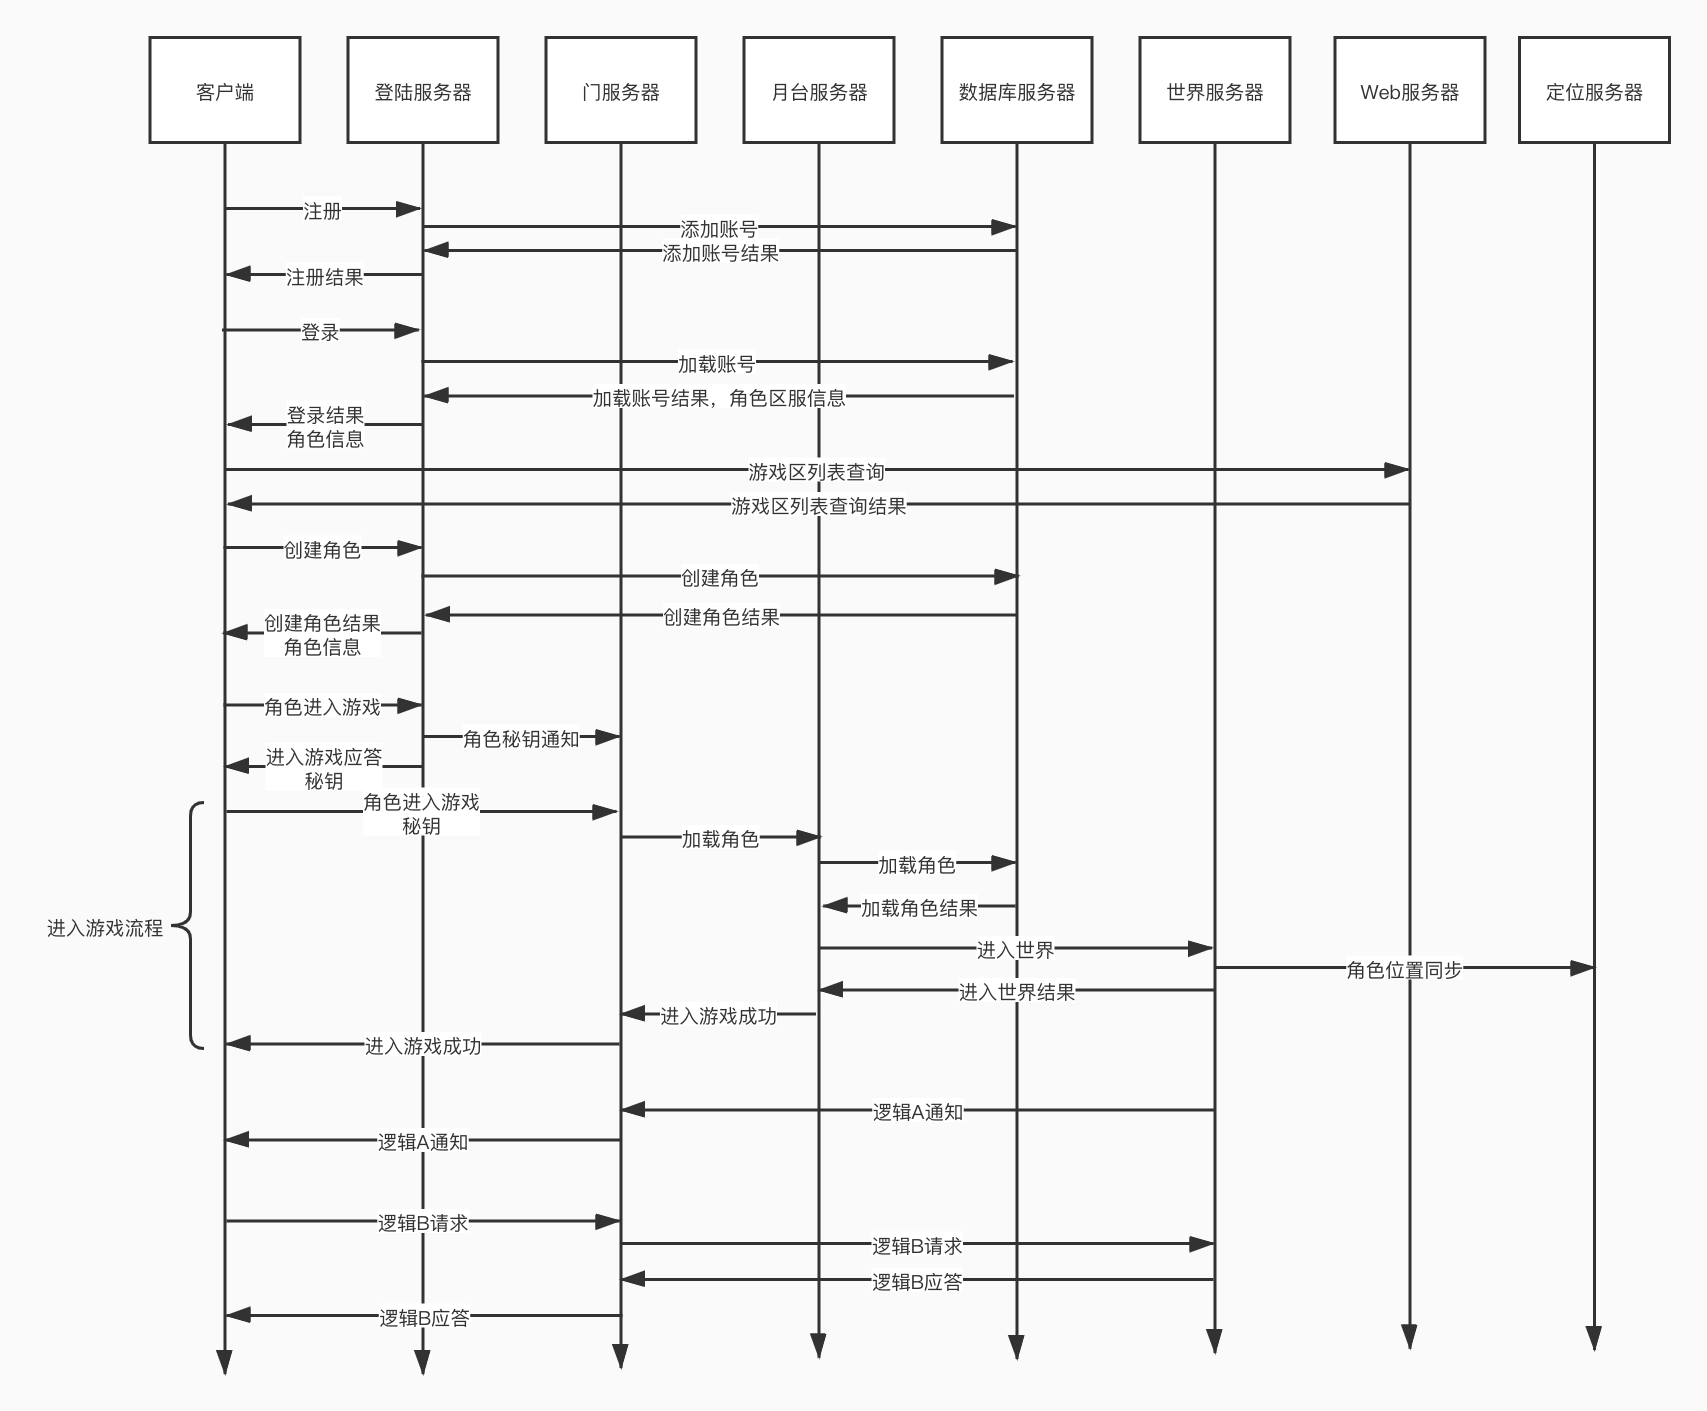 客户端
登陆服务器
门服务器
月台服务器
数据库服务器
世界服务器
Web服务器
定位服务器
注册
添加账号
添加账号结果
注册结果
登录
加载账号
加载账号结果，角色区服信息
登录结果
角色信息
游戏区列表查询
游戏区列表查询结果
创建角色
创建角色
创建角色结果
创建角色结果
角色信息
角色进入游戏
角色秘钥通知
进入游戏应答
秘钥
角色进入游戏
秘钥
加载角色
加载角色
加载角色结果
进入游戏流程
进入世界
角色位置同步
进入世界结果
进入游戏成功
进入游戏成功
逻辑A通知
逻辑A通知
逻辑B请求
逻辑B请求
逻辑B应答
逻辑B应答